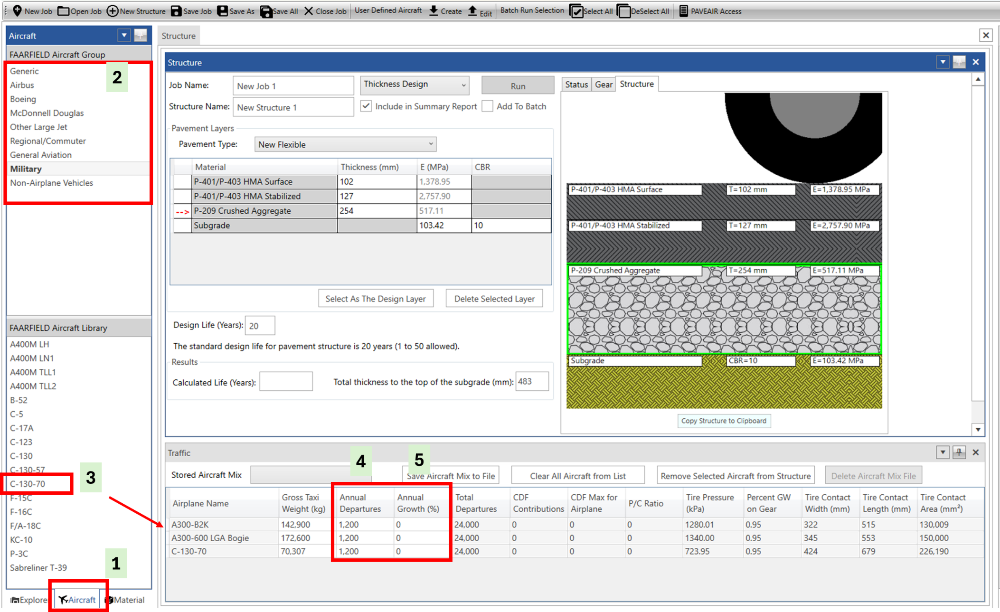 New Job Open Job New Structure Save Job Save As Save All Close Job User Defined Aircraft Create Edit Batch Run Selection Select All DeSelect All PAVEAIR Access
Aircraft
FAARFIELD Aircraft Group
2
Generic
Airbus
Boeing
McDonnell Douglas
Other Large Jet
Regional/Commuter
General Aviation
Military
Non-Airplane Vehicles
FAARFIELD Aircraft Library
A400M LH
A400M LN1
A400M TLL1
A400M TLL2
B-52
C-5
C-17A
C-123
C-130
C-130-57
C-130-70
3
F-15C
F-16C
F/A-18C
KC-10
P-3C
Sabreliner T-39
1
Explore Aircraft Material
Structure
Structure
Job Name: New Job 1 Thickness Design Run
Structure Name: New Structure 1 Include in Summary Report Add To Batch
Pavement Layers
Pavement Type: New Flexible
Material Thickness (mm) E (MPa) CBR
P-401/P-403 HMA Surface 102 1,378.95
P-401/P-403 HMA Stabilized 127 2,757.90
--> P-209 Crushed Aggregate 254 517.11
Subgrade 103.42 10
Select As The Design Layer Delete Selected Layer
Design Life (Years): 20
The standard design life for pavement structure is 20 years (1 to 50 allowed).
Results
Calculated Life (Years): Total thickness to the top of the subgrade (mm): 483
Status Gear Structure
P-401/P-403 HMA Surface T=102 mm E=1,378.95 MPa
P-401/P-403 HMA Stabilized T=127 mm E=2,757.90 MPa
P-209 Crushed Aggregate T=254 mm E=517.11 MPa
Subgrade CBR=10 E=103.42 MPa
Copy Structure to Clipboard
Traffic
4 5
Stored Aircraft Mix Save Aircraft Mix to File Clear All Aircraft from List Remove Selected Aircraft from Structure Delete Aircraft Mix File
Airplane Name Gross Taxi Weight (kg) Annual Departures Annual Growth (%) Total Departures CDF Contributions CDF Max for Airplane P/C Ratio Tire Pressure (kPa) Percent GW on Gear Tire Contact Width (mm) Tire Contact Length (mm) Tire Contact Area (mm²)
A300-B2K 142,900 1,200 0 24,000 0 0 0 1280.01 0.95 322 515 130,009
A300-600 LGA Bogie 172,600 1,200 0 24,000 0 0 0 1340.00 0.95 345 553 150,000
C-130-70 70,307 1,200 0 24,000 0 0 0 723.95 0.95 424 679 226,190